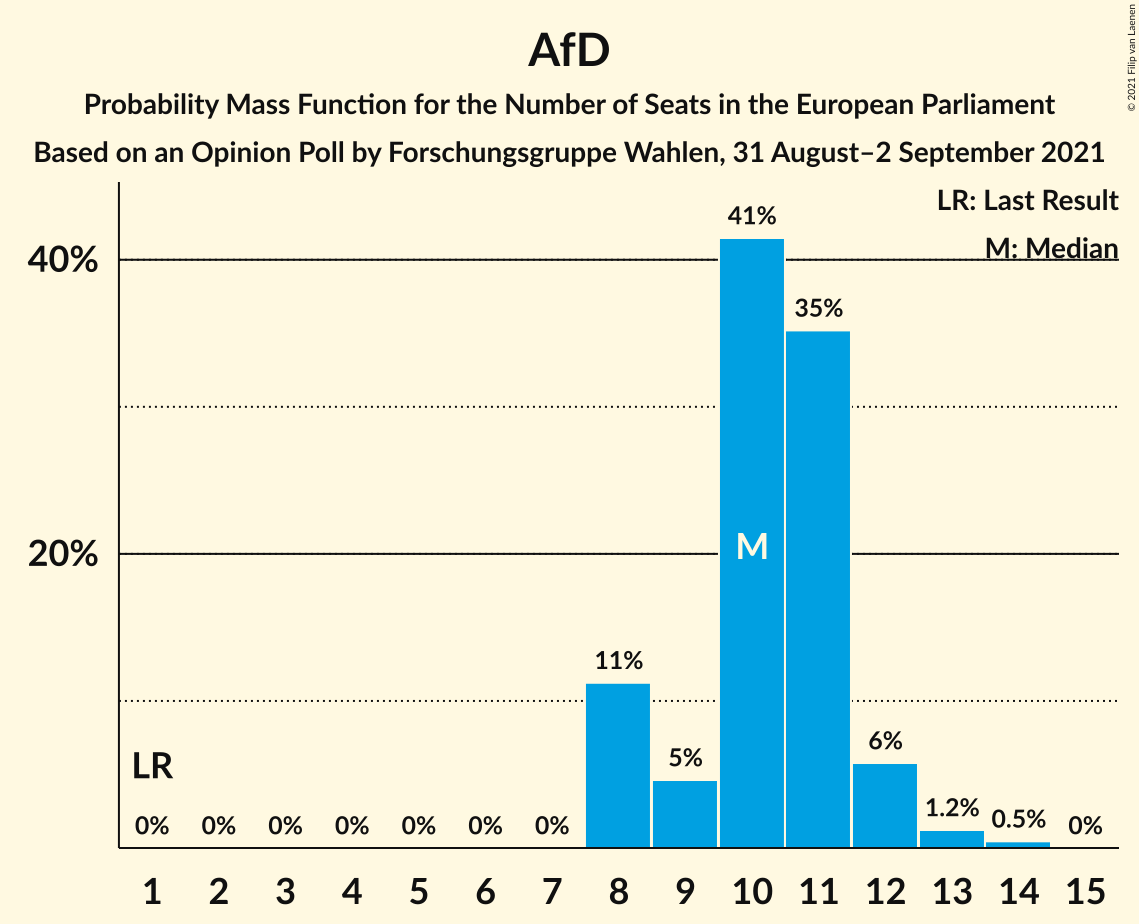 AfD
Probability Mass Function for the Number of Seats in the European Parliament
Based on an Opinion Poll by Forschungsgruppe Wahlen, 31 August–2 September 2021
© 2021 Filip van Laenen
LR: Last Result
M: Median
41%
40%
35%
20%
M
11%
6%
5%
LR
1.2%
0.5%
0% 0% 0% 0% 0% 0% 0% 0%
1 2 3 4 5 6 7 8 9 10 11 12 13 14 15